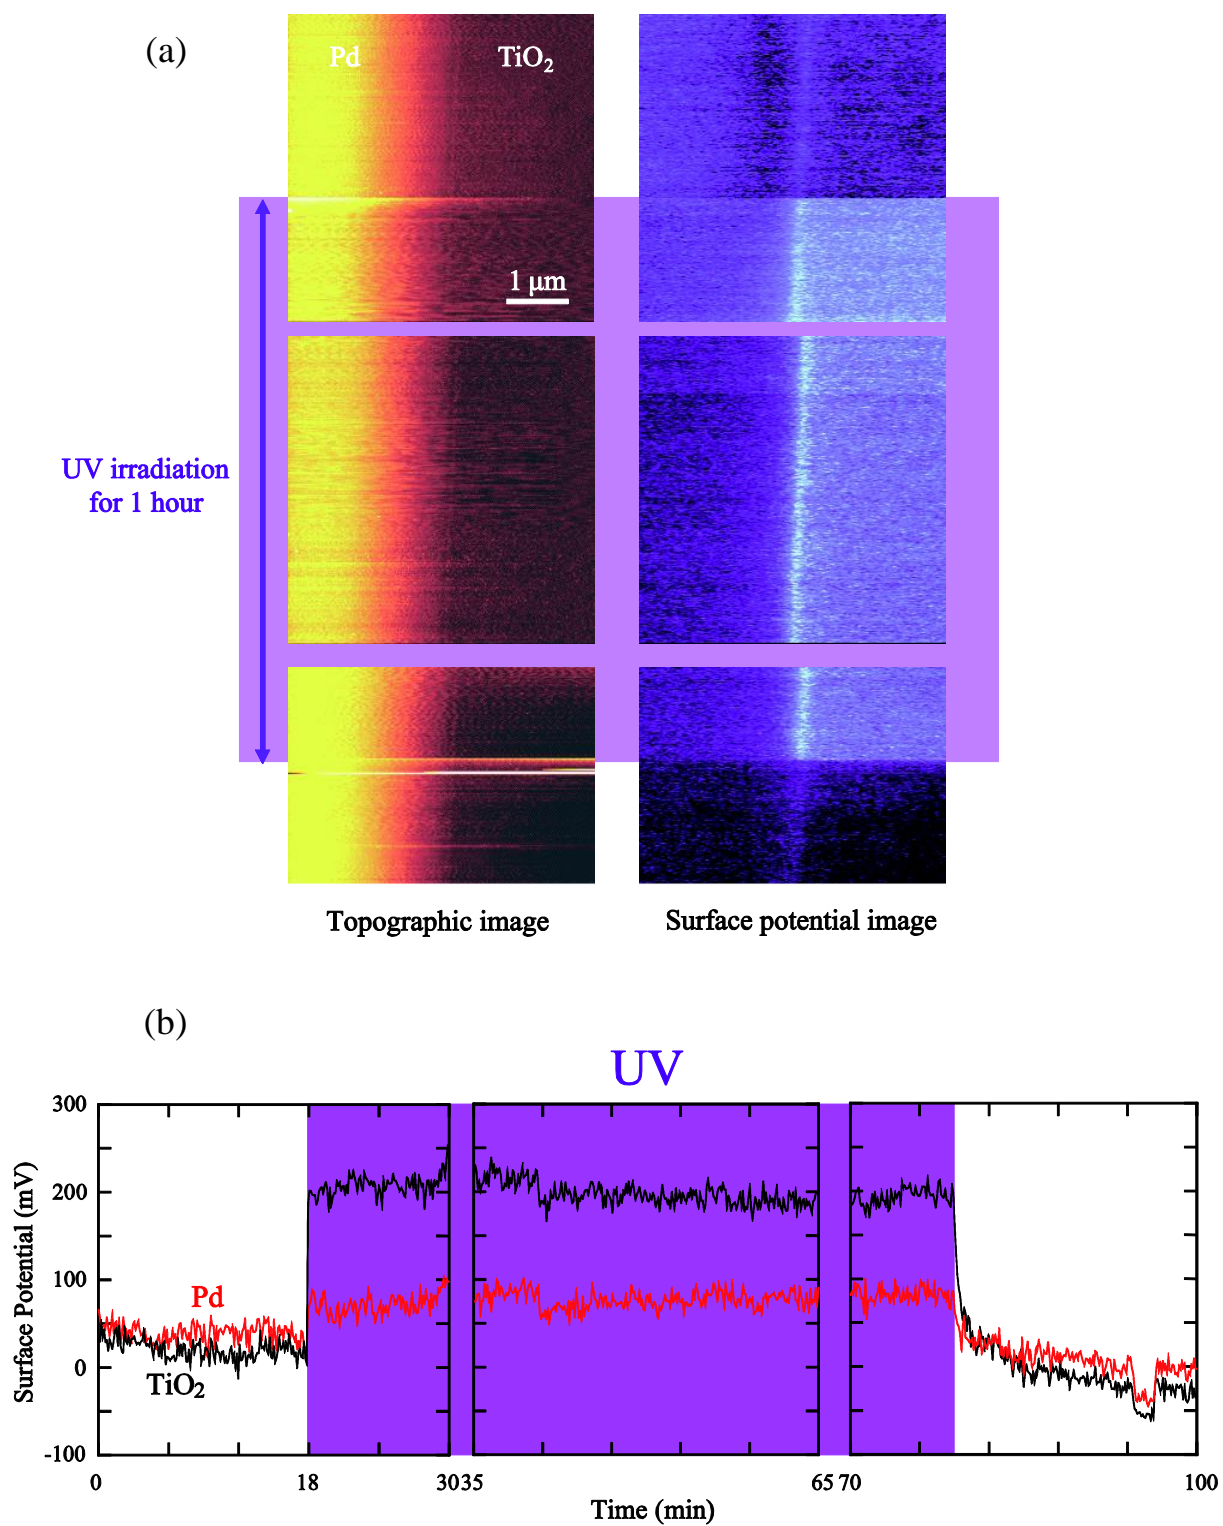 (a)
Pd
TiO₂
1 μm
UV irradiation
for 1 hour
Topographic image
Surface potential image
(b)
UV
Surface Potential (mV)
300
200
100
0
-100
Pd
TiO₂
0
18
30
35
65
70
100
Time (min)